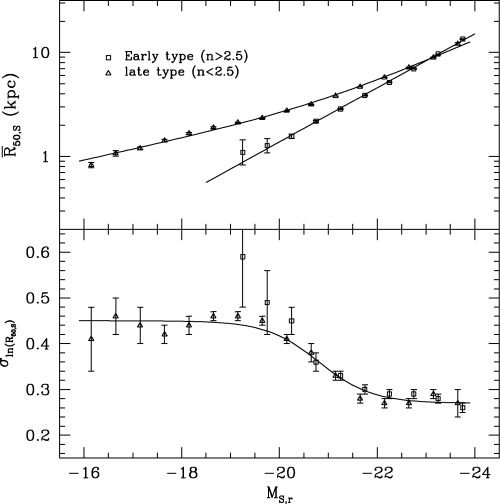 10
1
R̅50,S (kpc)
□ Early type (n>2.5)
△ late type (n<2.5)
0.6
0.5
0.4
0.3
0.2
σln(R50,S)
−16 −18 −20 −22 −24
MS,r